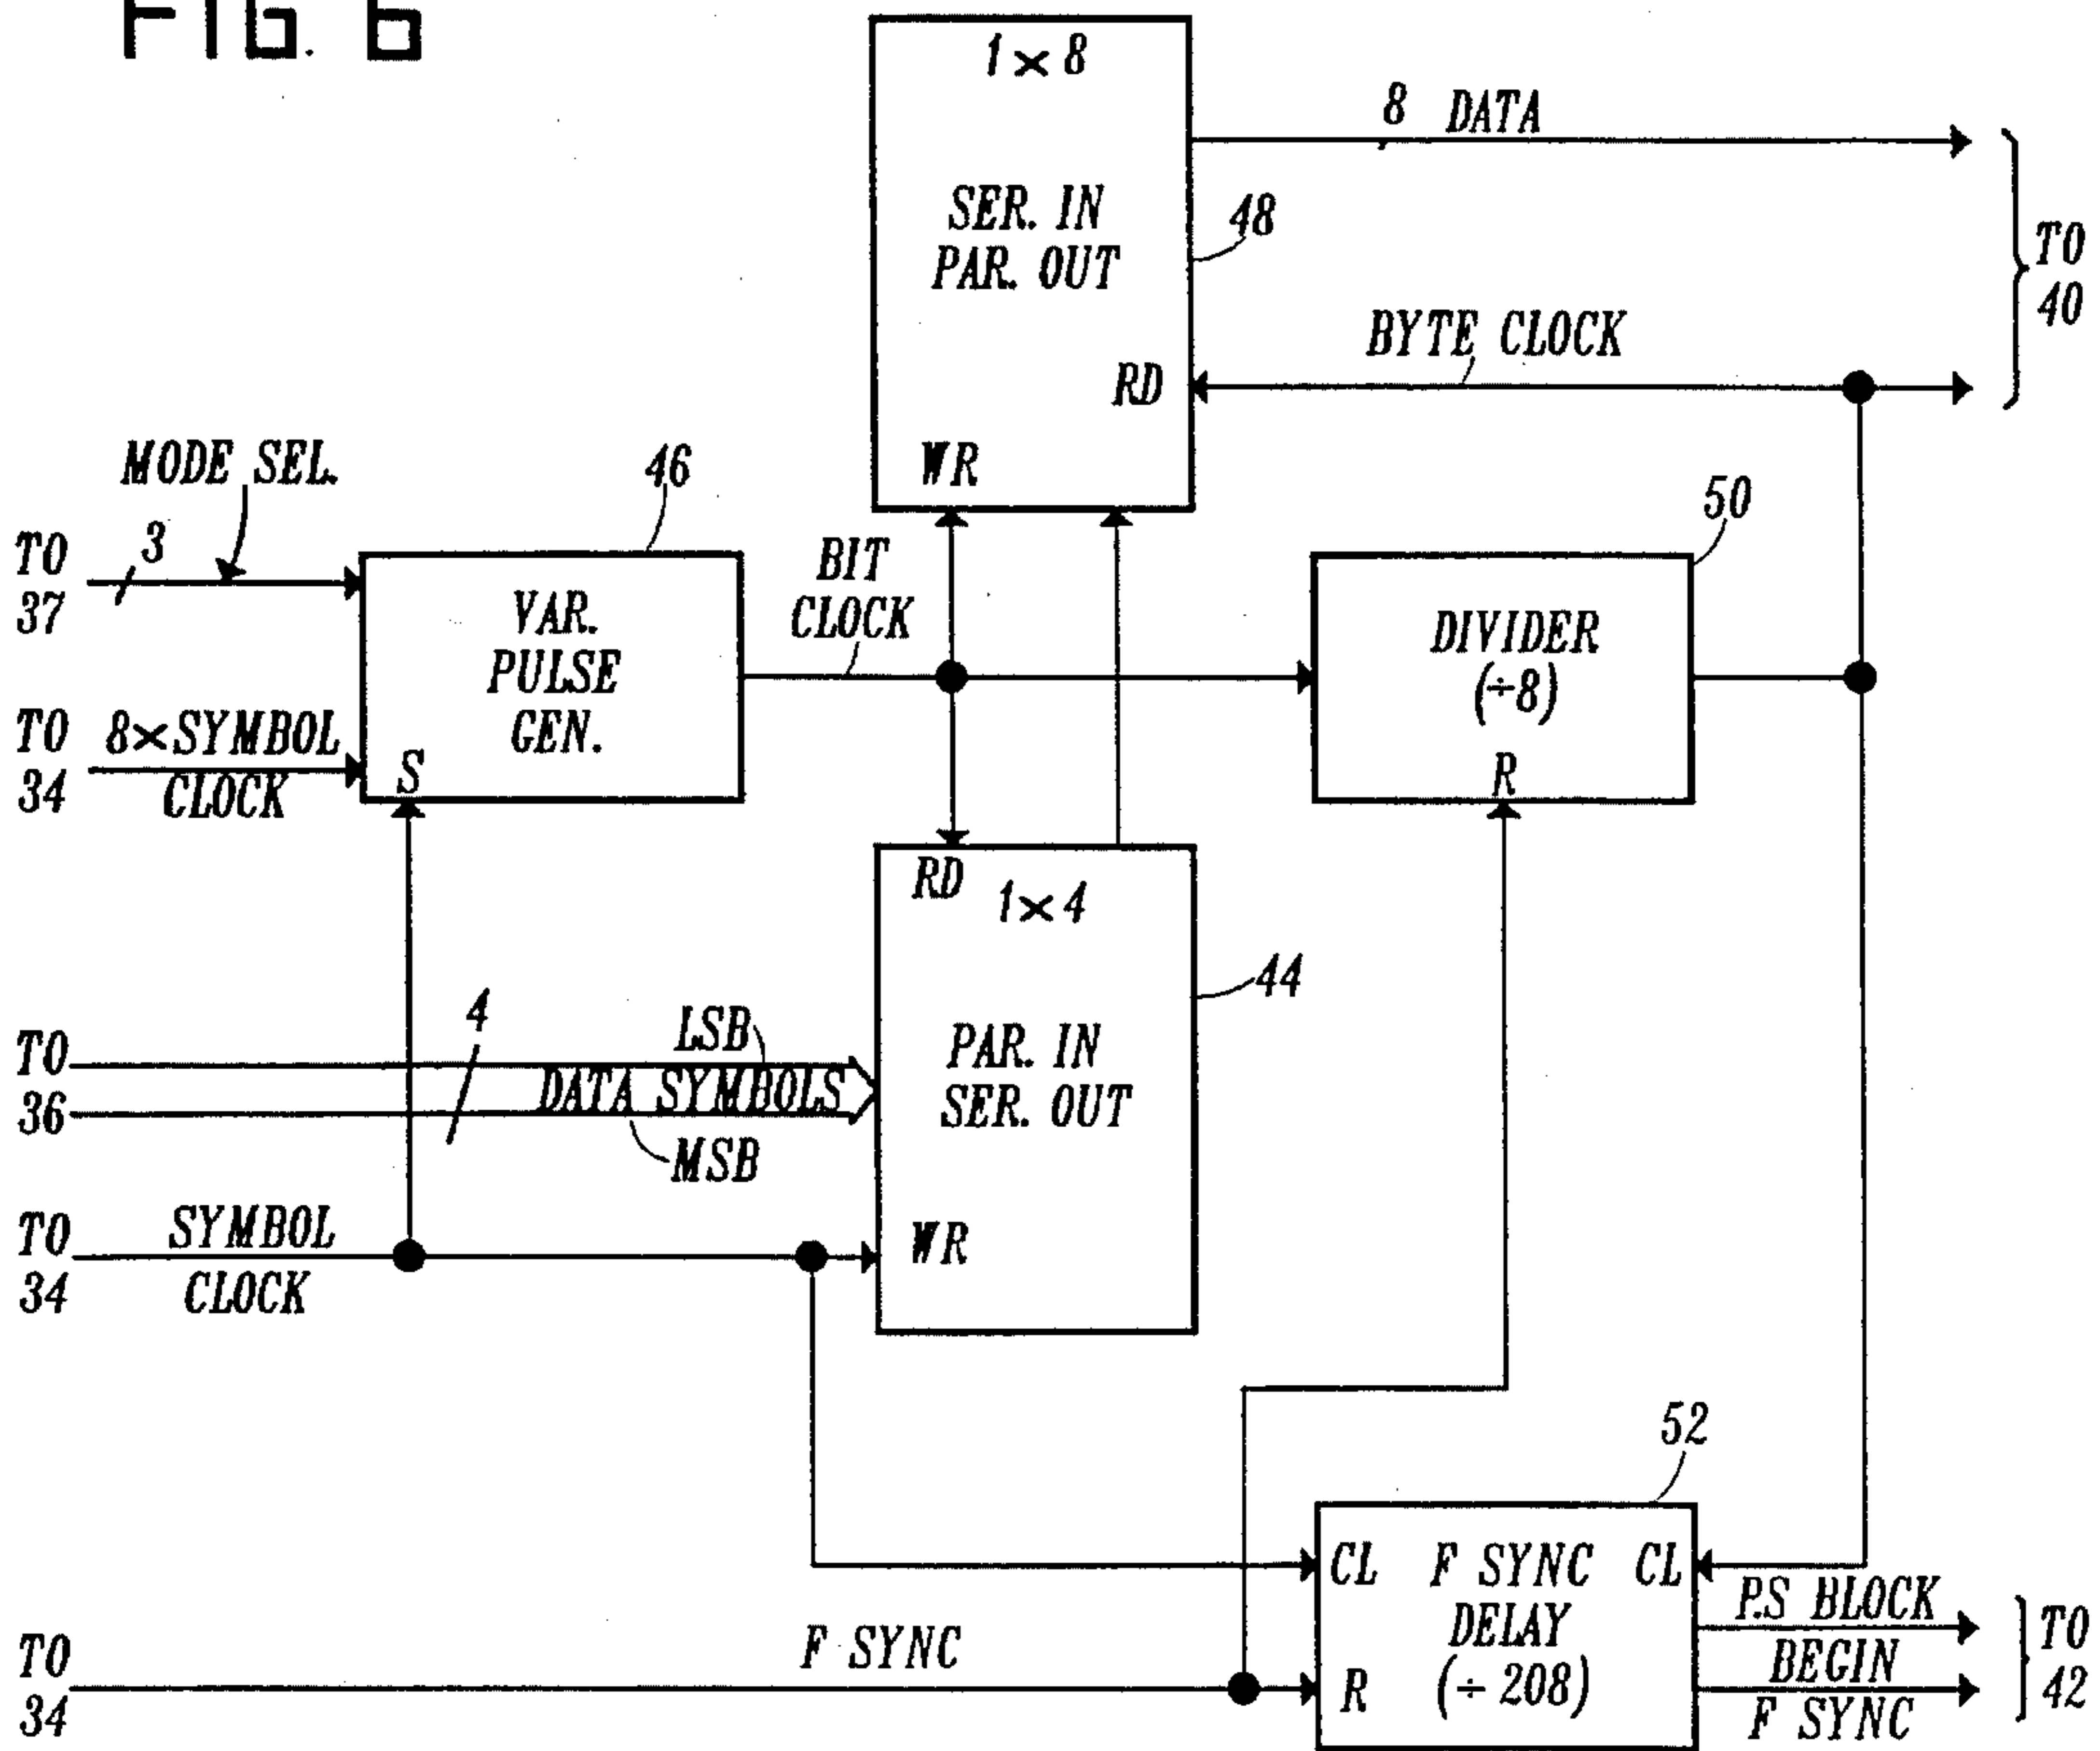 FIG. 6
1 × 8
SER. IN
PAR. OUT
RD
WR
8 DATA
48
BYTE CLOCK
TO
40
MODE SEL.
3
TO
37
46
VAR.
PULSE
GEN.
S
TO
34
8×SYMBOL
CLOCK
BIT
CLOCK
50
DIVIDER
(÷8)
R
RD
1×4
PAR. IN
SER. OUT
WR
44
4
LSB
TO
36
DATA SYMBOLS
MSB
TO
34
SYMBOL
CLOCK
52
CL F SYNC CL
DELAY
R (÷ 208)
TO
34
F SYNC
P.S BLOCK
BEGIN
F SYNC
TO
42